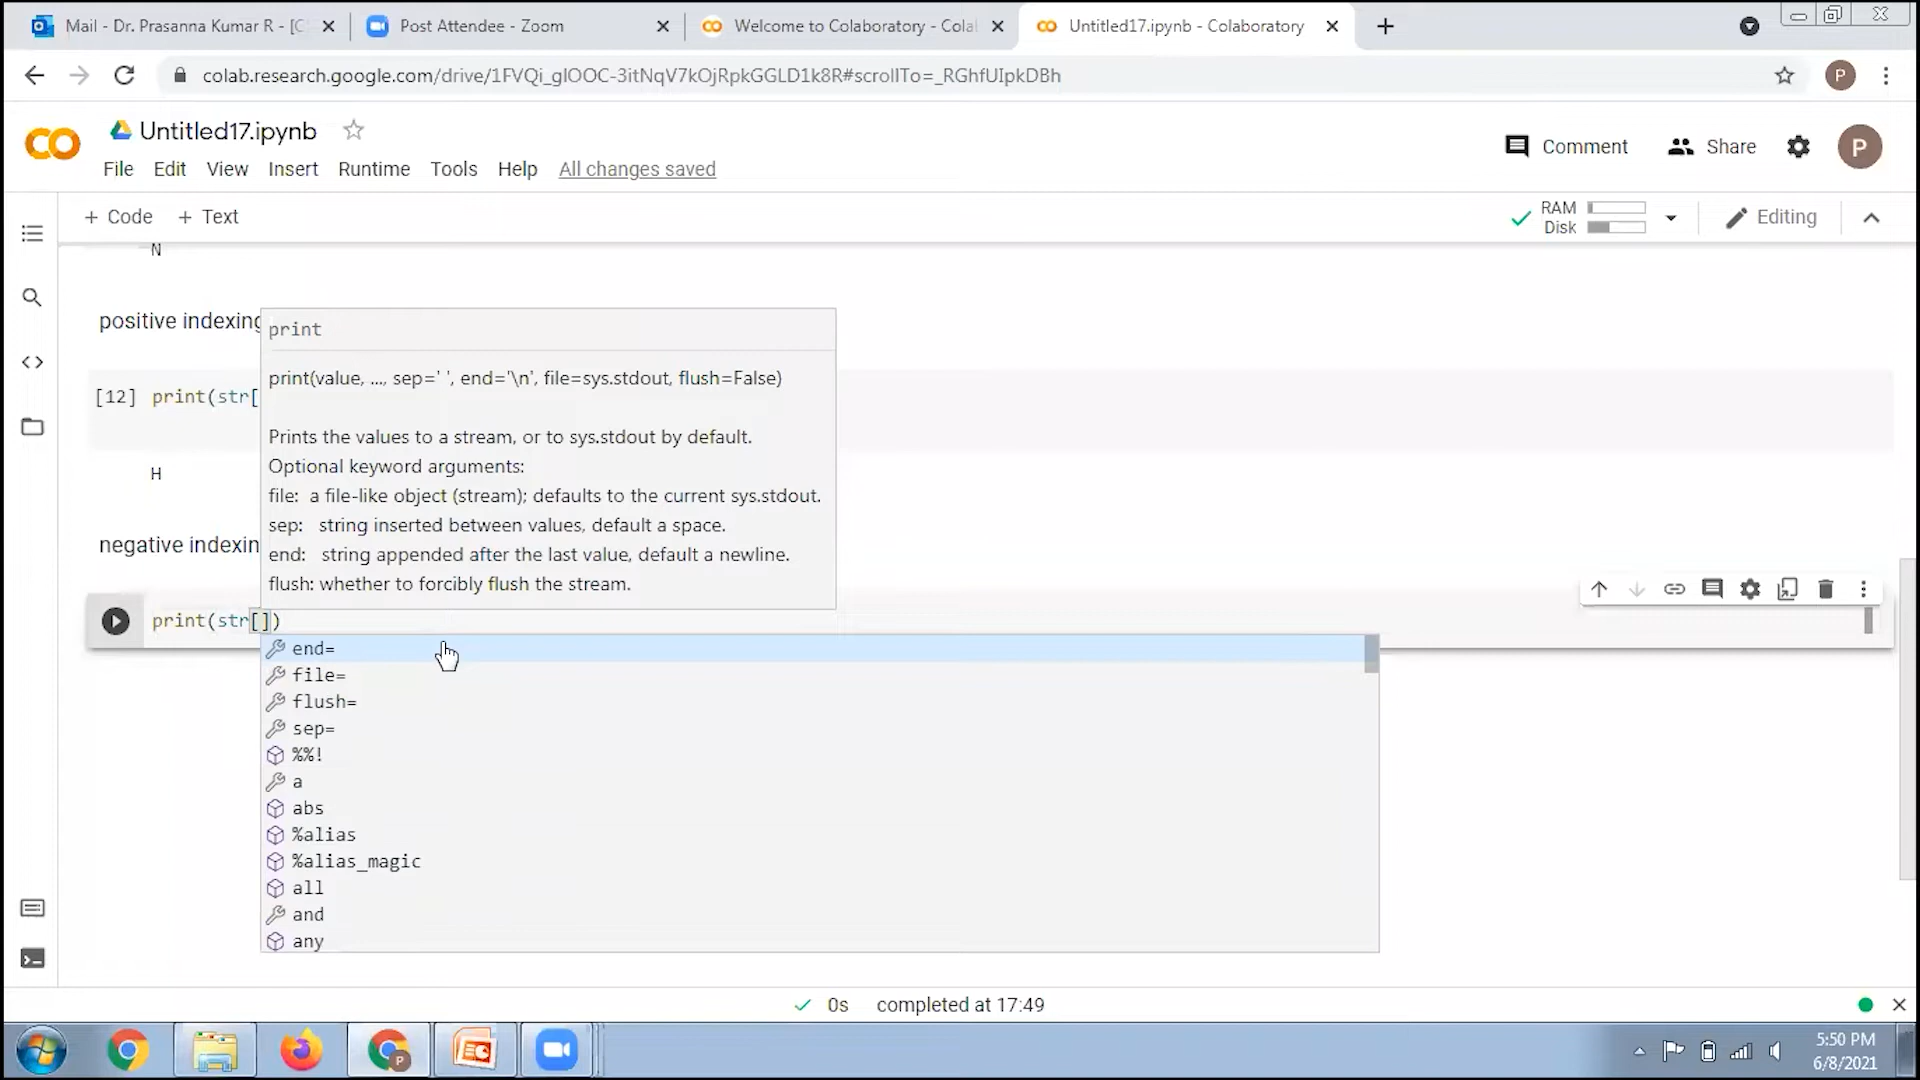 Mail - Dr. Prasanna Kumar R - [C
Post Attendee - Zoom
Welcome to Colaboratory - Cola
Untitled17.ipynb - Colaboratory
colab.research.google.com/drive/1FVQi_glOOC-3itNqV7kOjRpkGGLD1k8R#scrollTo=_RGhfUIpkDBh
P
Untitled17.ipynb
Comment
Share
P
File Edit View Insert Runtime Tools Help All changes saved
+ Code + Text
RAM
Disk
Editing
N
positive indexing
print
print(value, ..., sep=' ', end='\n', file=sys.stdout, flush=False)
[12] print(str[
Prints the values to a stream, or to sys.stdout by default.
Optional keyword arguments:
H
file: a file-like object (stream); defaults to the current sys.stdout.
sep: string inserted between values, default a space.
negative indexin
end: string appended after the last value, default a newline.
flush: whether to forcibly flush the stream.
print(str[])
end=
file=
flush=
sep=
%%!
a
abs
%alias
%alias_magic
all
and
any
0s completed at 17:49
P
5:50 PM
6/8/2021